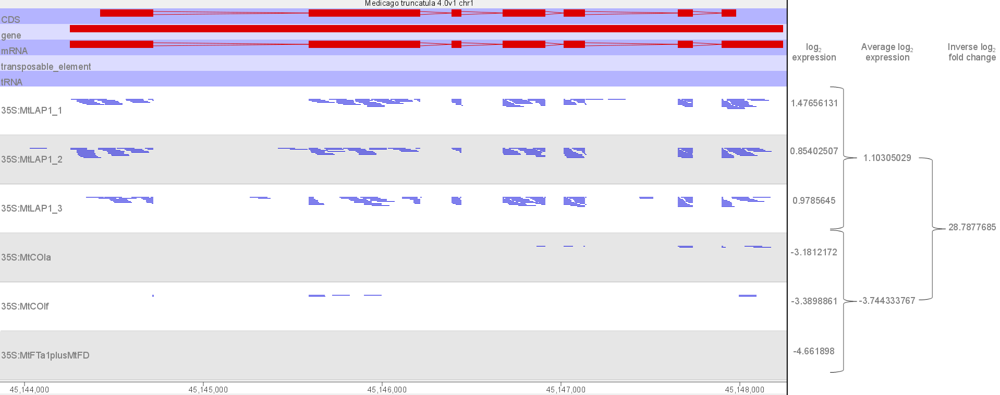 Medicago truncatula 4.0v1 chr1
CDS
gene
mRNA
transposable_element
tRNA
log2 expression
Average log2 expression
Inverse log2 fold change
35S:MtLAP1_1
1.47656131
35S:MtLAP1_2
0.85402507
1.10305029
35S:MtLAP1_3
0.9785645
28.7877685
35S:MtCOla
-3.1812172
35S:MtCOlf
-3.3898861
-3.744333767
35S:MtFTa1plusMtFD
-4.661898
45,144,000
45,145,000
45,146,000
45,147,000
45,148,000